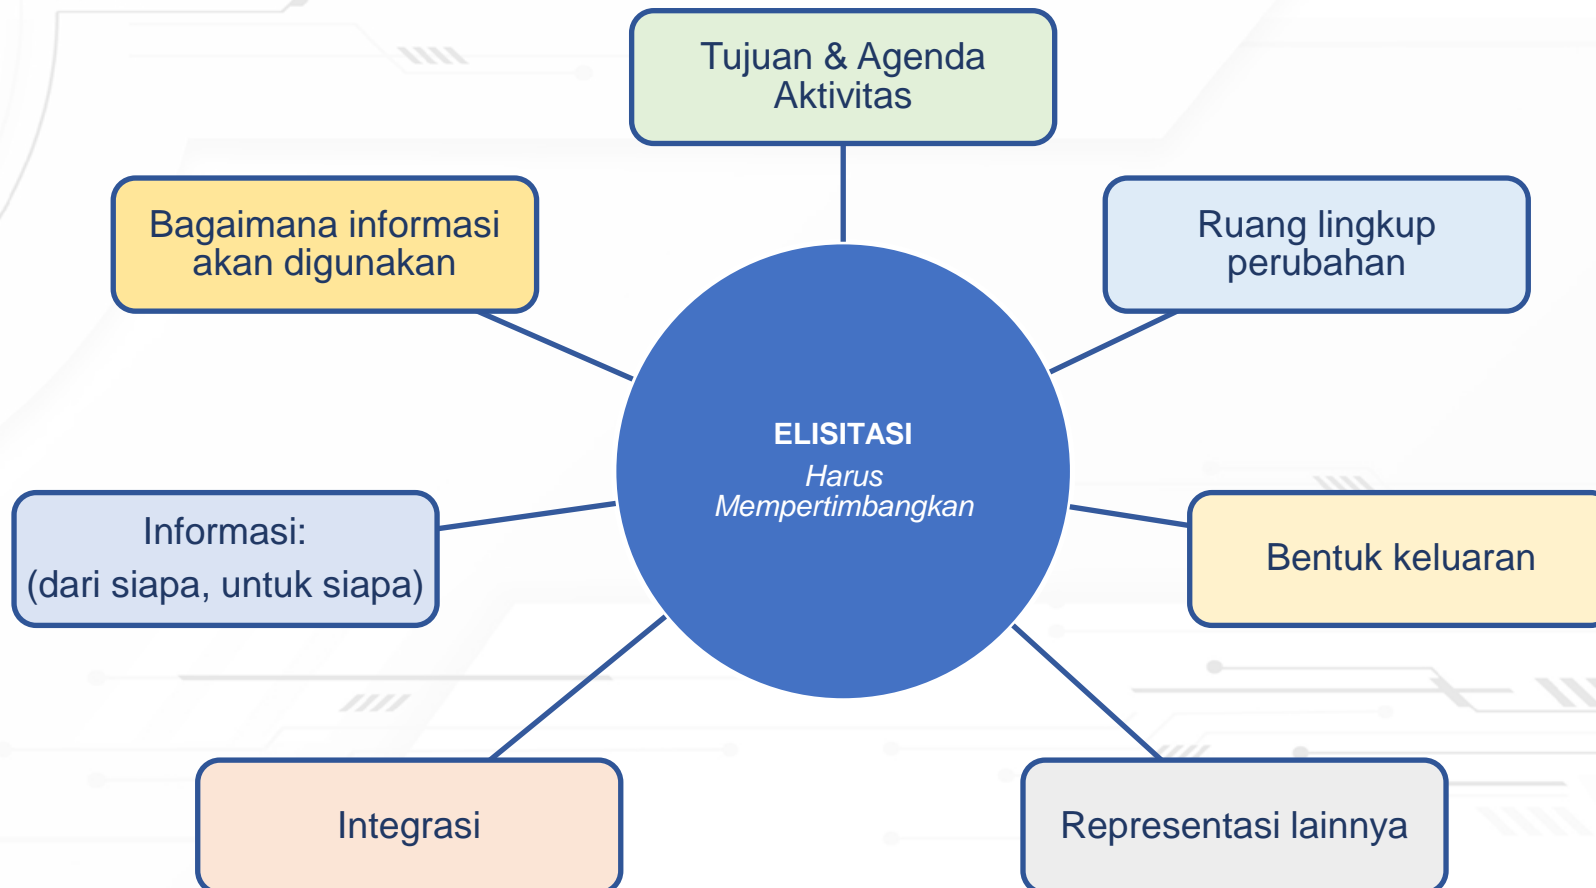 Tujuan & Agenda
Aktivitas
Bagaimana informasi
akan digunakan
Ruang lingkup
perubahan
ELISITASI
Harus
Mempertimbangkan
Informasi:
(dari siapa, untuk siapa)
Bentuk keluaran
Integrasi
Representasi lainnya